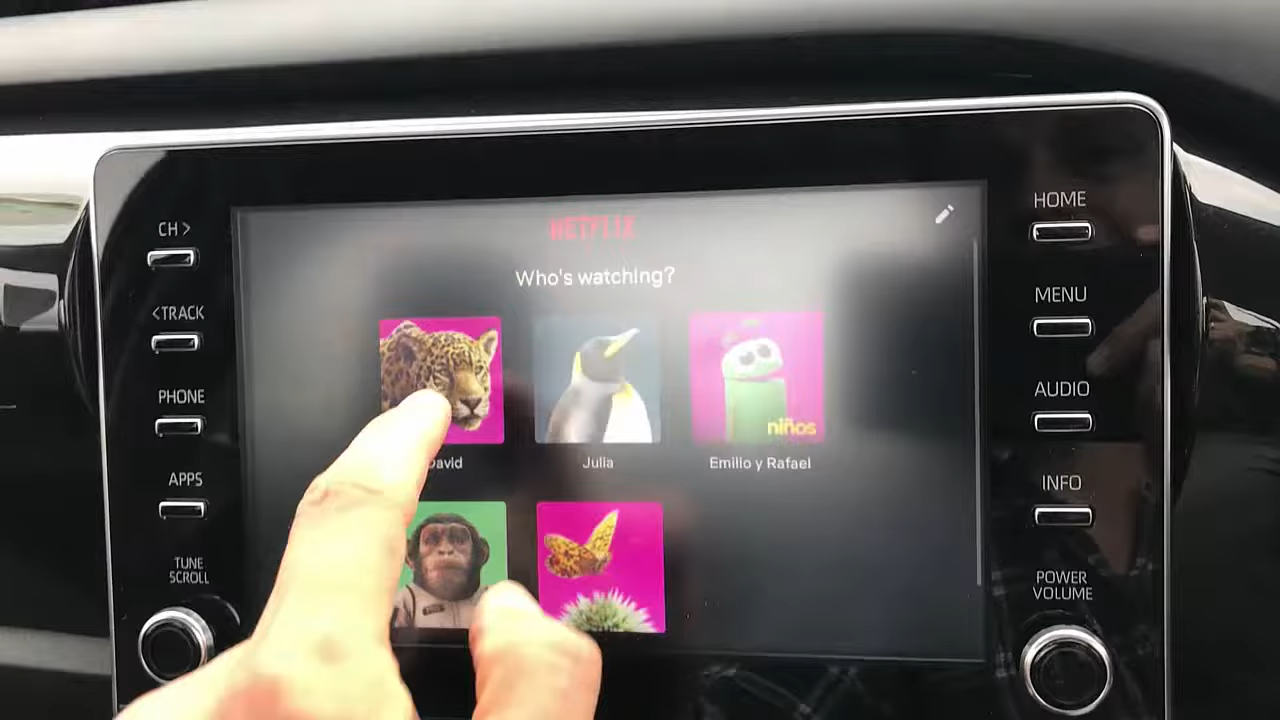 CH >
< TRACK
PHONE
APPS
TUNE
SCROLL
NETFLIX
Who's watching?
niños
David
Julia
Emilio y Rafael
HOME
MENU
AUDIO
INFO
POWER
VOLUME